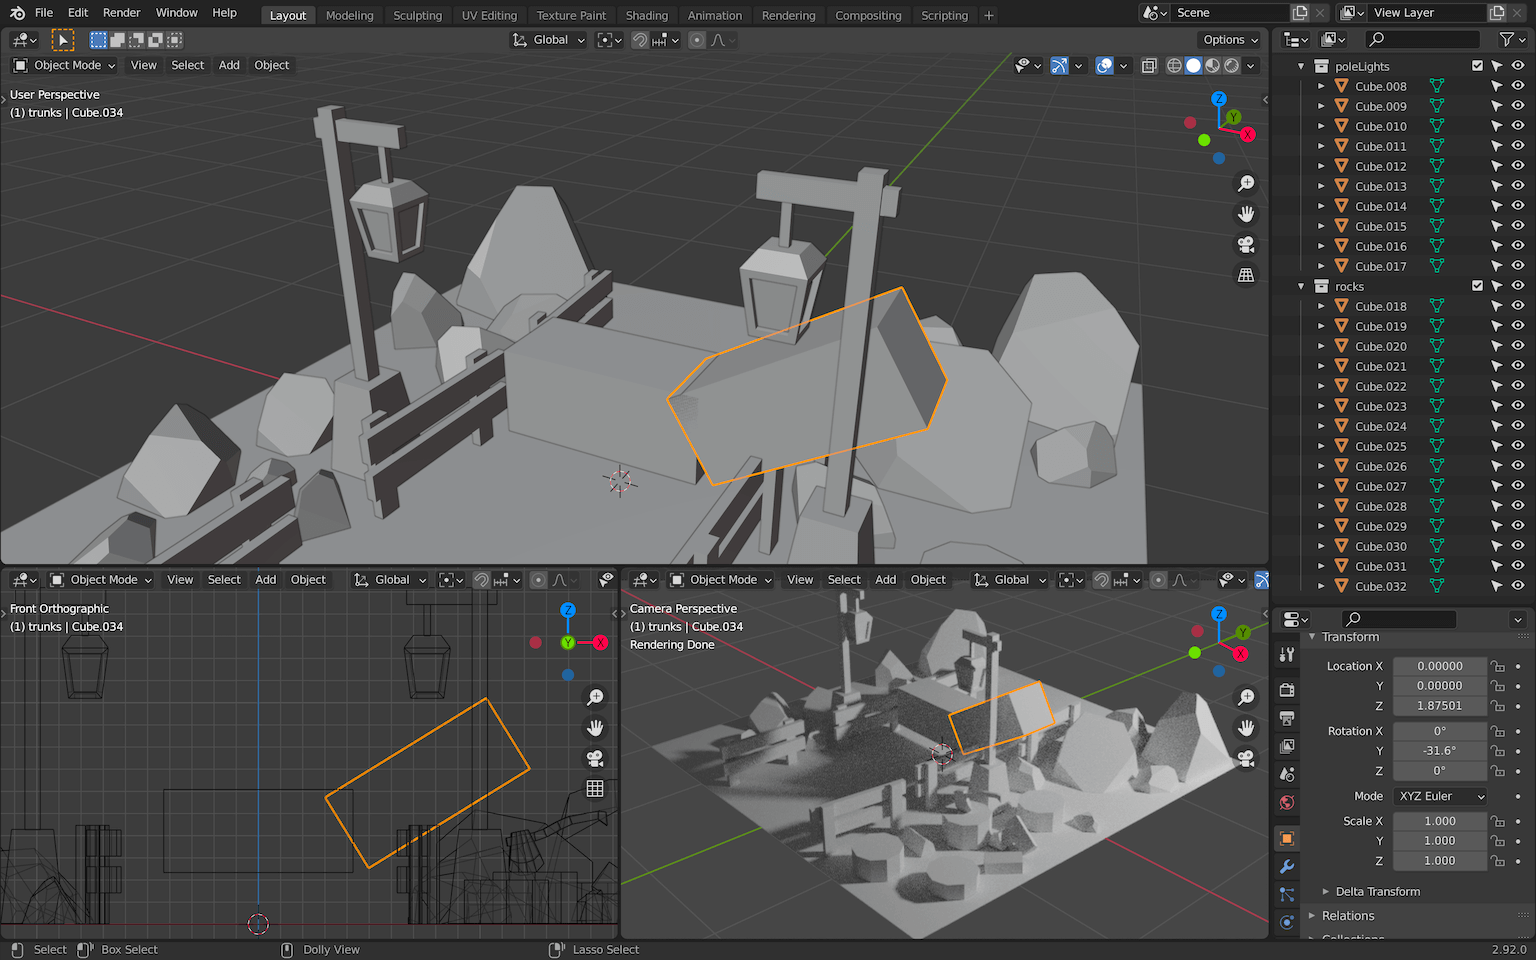 File Edit Render Window Help Layout Modeling Sculpting UV Editing Texture Paint Shading Animation Rendering Compositing Scripting + Scene View Layer
Global Options
Object Mode View Select Add Object
User Perspective
(1) trunks | Cube.034
Z
Y
X
poleLights
Cube.008
Cube.009
Cube.010
Cube.011
Cube.012
Cube.013
Cube.014
Cube.015
Cube.016
Cube.017
rocks
Cube.018
Cube.019
Cube.020
Cube.021
Cube.022
Cube.023
Cube.024
Cube.025
Cube.026
Cube.027
Cube.028
Cube.029
Cube.030
Cube.031
Cube.032
Object Mode View Select Add Object Global
Front Orthographic
(1) trunks | Cube.034
Z
Y X
Object Mode View Select Add Object Global
Camera Perspective
(1) trunks | Cube.034
Rendering Done
Z
Y
X
Transform
Location X 0.00000
Y 0.00000
Z 1.87501
Rotation X 0°
Y -31.6°
Z 0°
Mode XYZ Euler
Scale X 1.000
Y 1.000
Z 1.000
Delta Transform
Relations
Collections
Select Box Select Dolly View Lasso Select 2.92.0